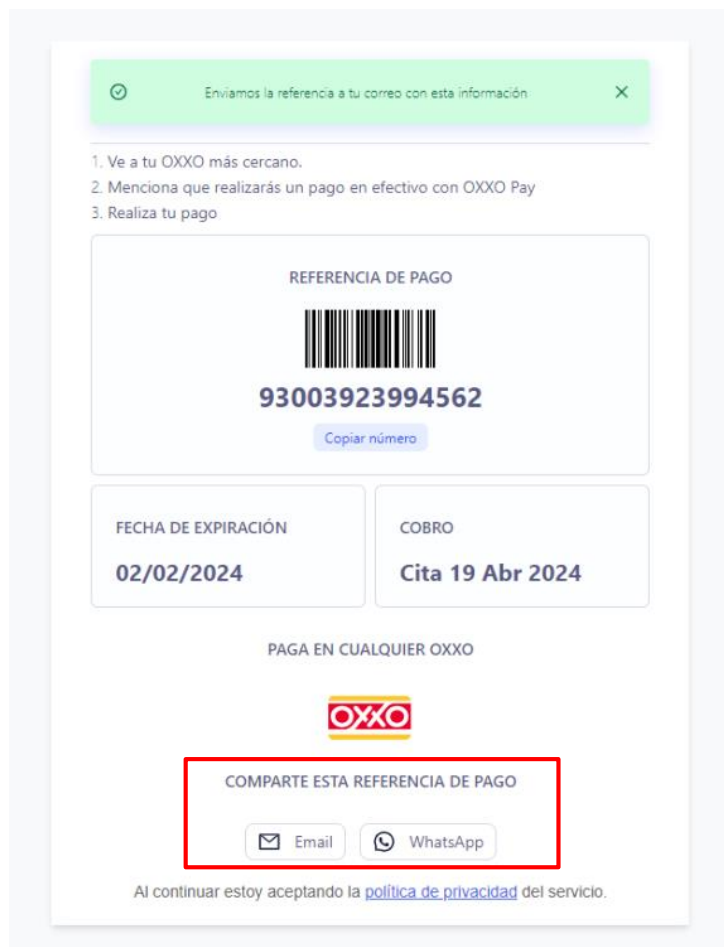 Enviamos la referencia a tu correo con esta información
1. Ve a tu OXXO más cercano.
2. Menciona que realizarás un pago en efectivo con OXXO Pay
3. Realiza tu pago
REFERENCIA DE PAGO
93003923994562
Copiar número
FECHA DE EXPIRACIÓN
02/02/2024
COBRO
Cita 19 Abr 2024
PAGA EN CUALQUIER OXXO
OXXO
COMPARTE ESTA REFERENCIA DE PAGO
Email
WhatsApp
Al continuar estoy aceptando la política de privacidad del servicio.